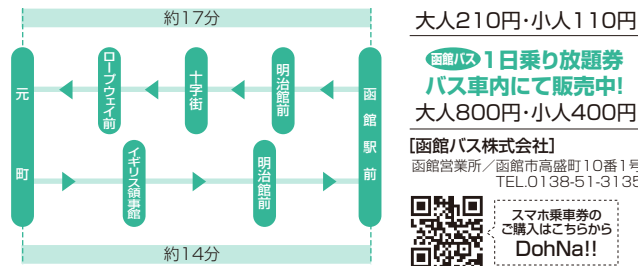 約17分
元町
ロープウェイ前
十字街
明治館前
函館駅前
イギリス領事館
明治館前
約14分
大人210円・小人110円
函館バス 1日乗り放題券
バス車内にて販売中!
大人800円・小人400円
[函館バス株式会社]
函館営業所／函館市高盛町10番1号
TEL.0138-51-3135
スマホ乗車券の
ご購入はこちらから
DohNa!!